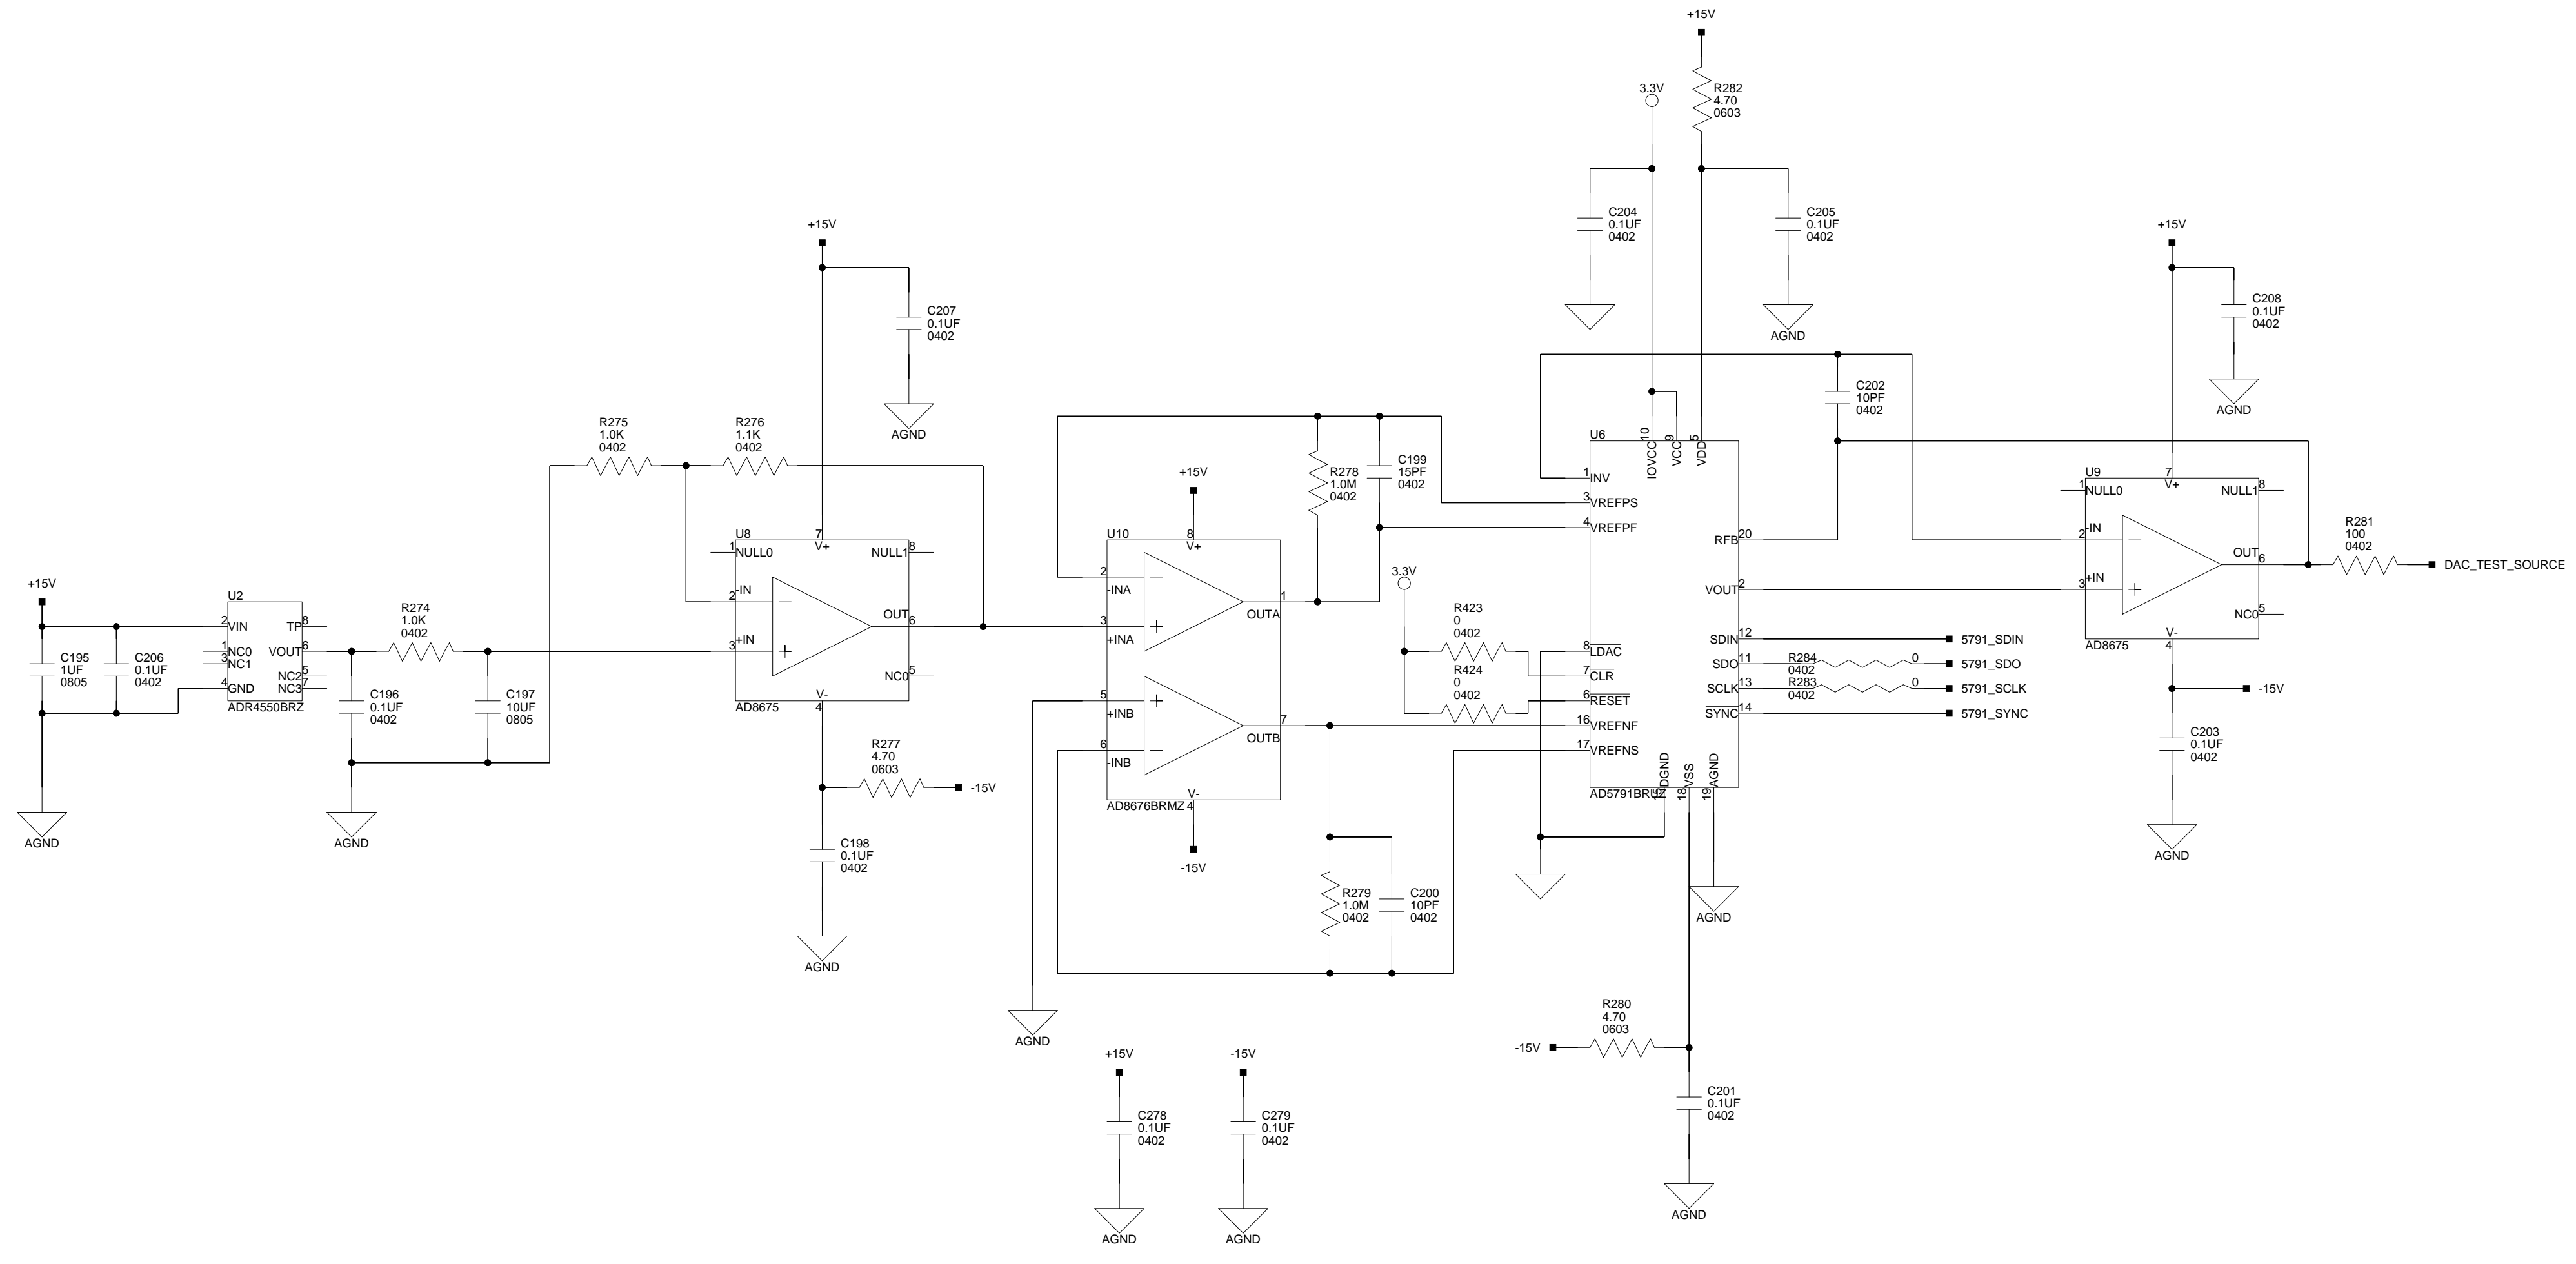 +15V
R282
4.70
0603
3.3V
C204
0.1UF
0402
C205
0.1UF
0402
AGND
+15V
C207
0.1UF
0402
AGND
+15V
C208
0.1UF
0402
AGND
C202
10PF
0402
R275
1.0K
0402
R276
1.1K
0402
R278
1.0M
0402
C199
15PF
0402
+15V
U6
10
9
5
IOVCC
VCC
VDD
1
INV
3
VREFPS
4
VREFPF
8
LDAC
7
CLR
6
RESET
16
VREFNF
17
VREFNS
20
RFB
2
VOUT
12
SDIN
11
SDO
13
SCLK
14
SYNC
DGND
VSS
AGND
18
19
U9
7
V+
1
NULL0
8
NULL1
-IN
2
+IN
3
OUT
6
5
NC0
V-
4
AD8675
R281
100
0402
DAC_TEST_SOURCE
U8
7
V+
1
NULL0
8
NULL1
-IN
2
+IN
3
OUT
6
5
NC0
V-
4
AD8675
U10
8
V+
2
-INA
3
+INA
1
OUTA
5
+INB
6
-INB
7
OUTB
V-
4
AD8676BRMZ
-15V
3.3V
R423
0
0402
R424
0
0402
+15V
C195
1UF
0805
C206
0.1UF
0402
AGND
U2
2
VIN
1
NC0
3
NC1
4
GND
8
TP
6
VOUT
5
NC2
7
NC3
ADR4550BRZ
R274
1.0K
0402
C196
0.1UF
0402
C197
10UF
0805
AGND
R277
4.70
0603
-15V
C198
0.1UF
0402
AGND
5791_SDIN
R284
0402
0
5791_SDO
R283
0402
0
5791_SCLK
5791_SYNC
-15V
C203
0.1UF
0402
AGND
R279
1.0M
0402
C200
10PF
0402
AGND
AGND
R280
4.70
0603
-15V
C201
0.1UF
0402
AGND
+15V
C278
0.1UF
0402
AGND
-15V
C279
0.1UF
0402
AGND